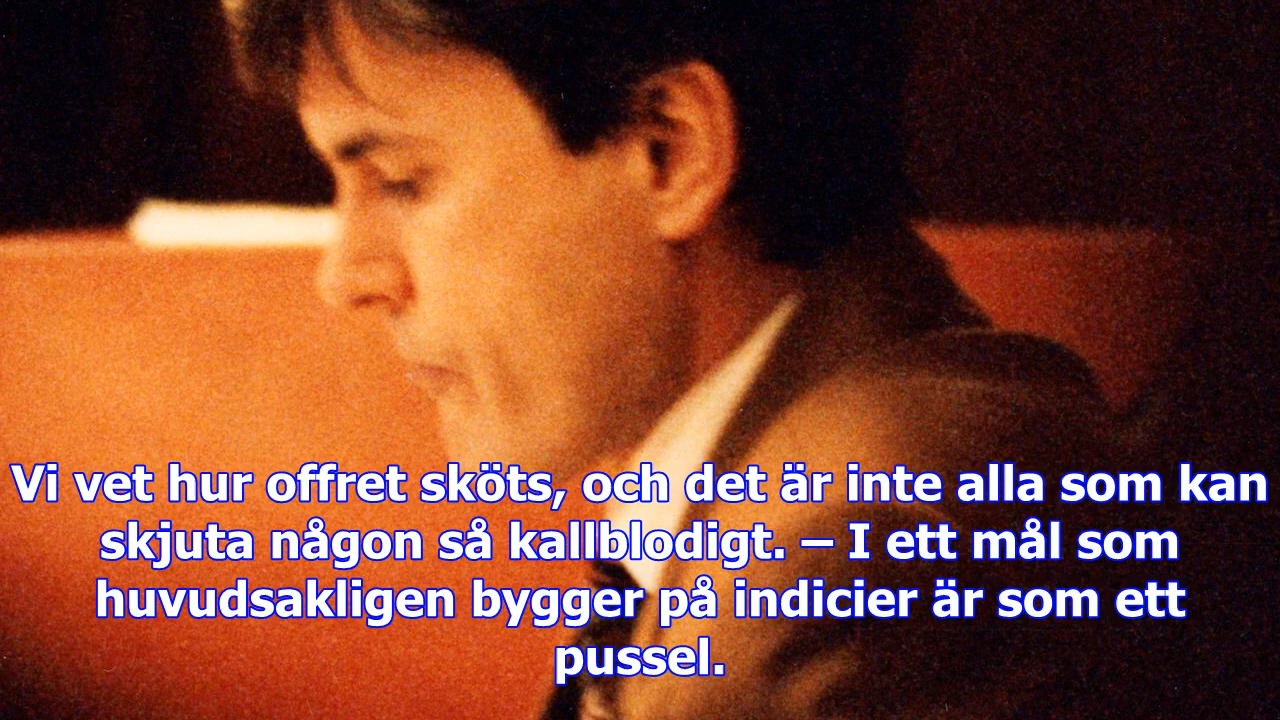 Vi vet hur offret sköts, och det är inte alla som kan
skjuta någon så kallblodigt. – I ett mål som
huvudsakligen bygger på indicier är som ett
pussel.